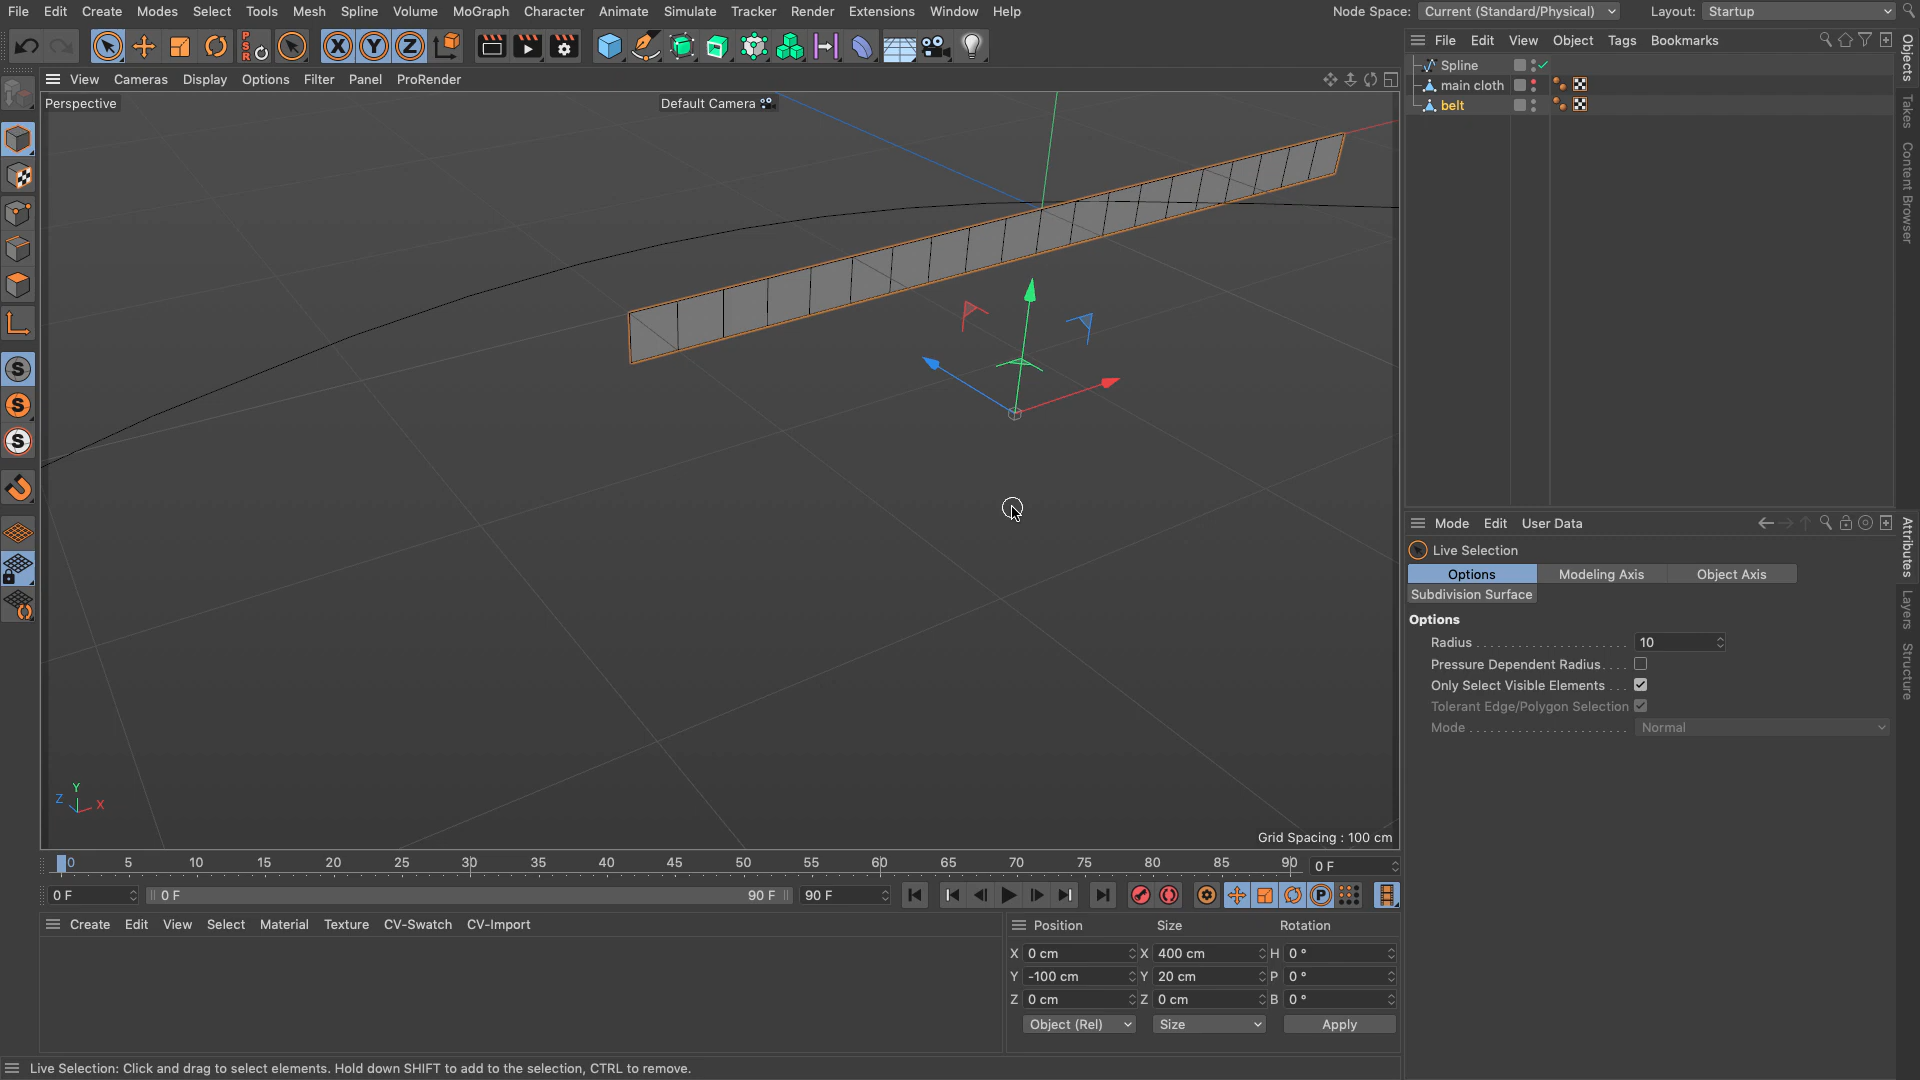 File Edit Create Modes Select Tools Mesh Spline Volume MoGraph Character Animate Simulate Tracker Render Extensions Window Help
Node Space: Current (Standard/Physical) Layout: Startup
PSR X Y Z
File Edit View Object Tags Bookmarks
Spline
main cloth
belt
Objects
Takes
Content Browser
View Cameras Display Options Filter Panel ProRender
Perspective
Default Camera
S
S
S
Y
Z X
Grid Spacing : 100 cm
Mode Edit User Data
Live Selection
Options Modeling Axis Object Axis
Subdivision Surface
Options
Radius 10
Pressure Dependent Radius
Only Select Visible Elements
Tolerant Edge/Polygon Selection
Mode Normal
Attributes
Layers
Structure
0 5 10 15 20 25 30 35 40 45 50 55 60 65 70 75 80 85 90 0 F
0 F 0 F 90 F 90 F P
Create Edit View Select Material Texture CV-Swatch CV-Import
Position Size Rotation
X 0 cm X 400 cm H 0 °
Y -100 cm Y 20 cm P 0 °
Z 0 cm Z 0 cm B 0 °
Object (Rel) Size Apply
Live Selection: Click and drag to select elements. Hold down SHIFT to add to the selection, CTRL to remove.